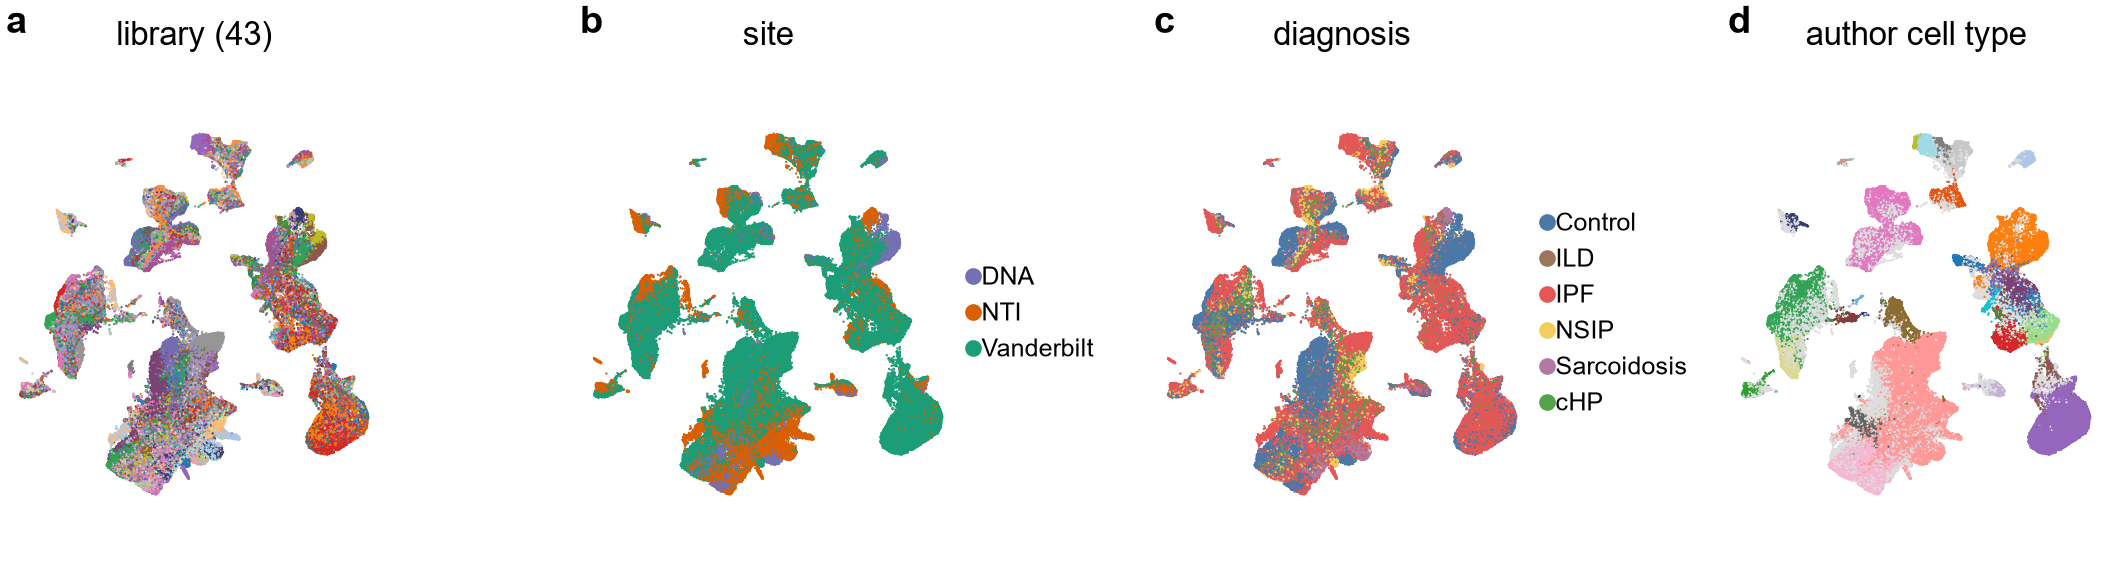 a
library (43)
b
site
DNA
NTI
Vanderbilt
c
diagnosis
Control
ILD
IPF
NSIP
Sarcoidosis
cHP
d
author cell type